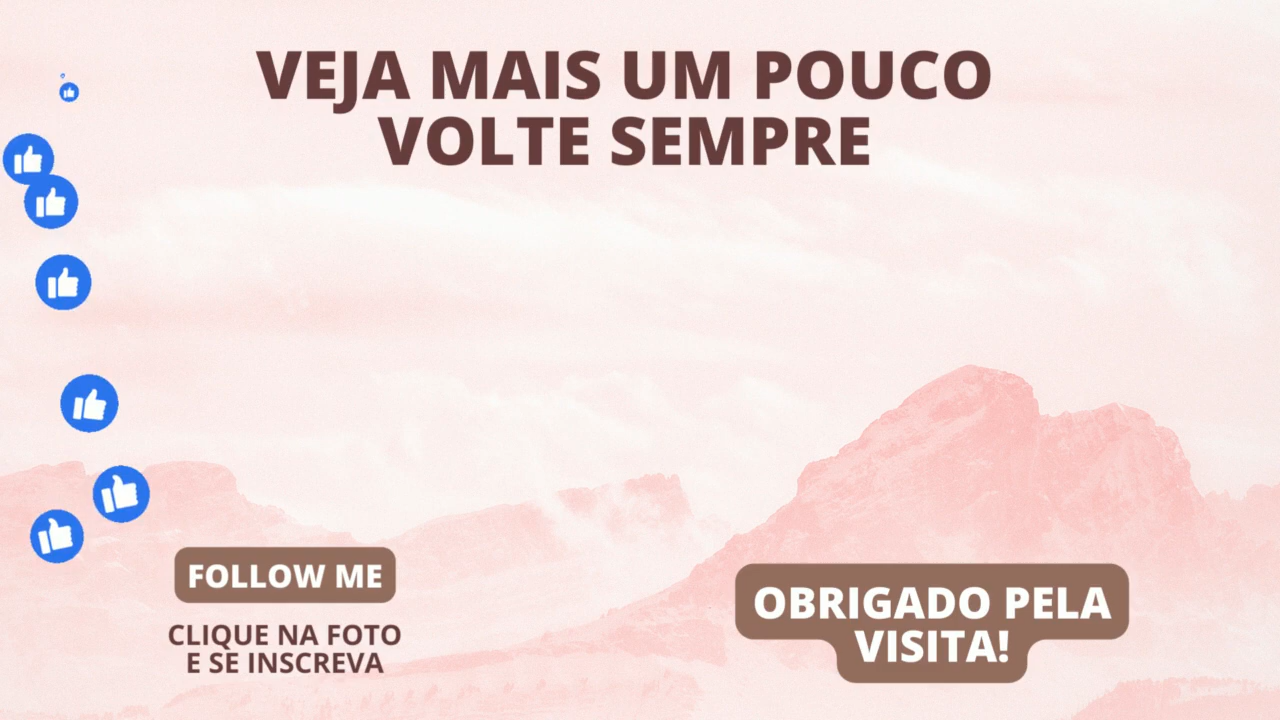 VEJA MAIS UM POUCO
VOLTE SEMPRE
FOLLOW ME
CLIQUE NA FOTO
E SE INSCREVA
OBRIGADO PELA
VISITA!